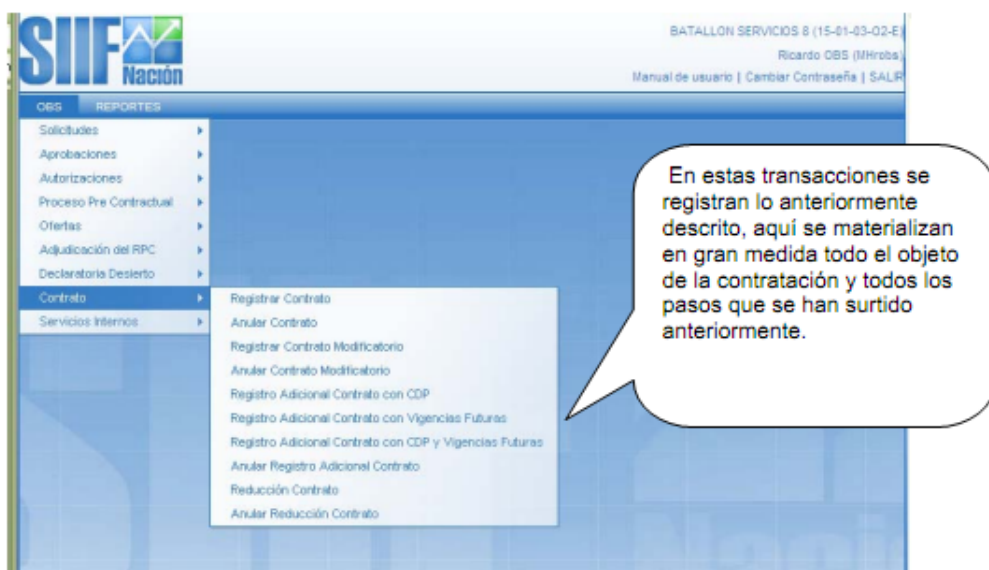 SIIF
Nación
BATALLON SERVICIOS 8 (15-01-03-02-E)
Ricardo OBS (MHrobs)
Manual de usuario | Cambiar Contraseña | SALIR
OBS REPORTES
Solicitudes
Aprobaciones
Autorizaciones
Proceso Pre Contractual
Ofertas
Adjudicación del RPC
Declaratoria Desierto
Contrato
Servicios Internos
Registrar Contrato
Anular Contrato
Registrar Contrato Modificatorio
Anular Contrato Modificatorio
Registro Adicional Contrato con CDP
Registro Adicional Contrato con Vigencias Futuras
Registro Adicional Contrato con CDP y Vigencias Futuras
Anular Registro Adicional Contrato
Reducción Contrato
Anular Reducción Contrato
En estas transacciones se
registran lo anteriormente
descrito, aquí se materializan
en gran medida todo el objeto
de la contratación y todos los
pasos que se han surtido
anteriormente.